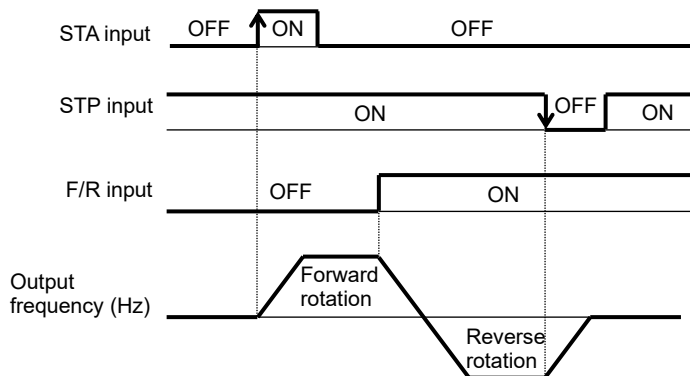 STA input
OFF
ON
OFF
STP input
ON
OFF
ON
F/R input
OFF
ON
Output
frequency (Hz)
Forward
rotation
Reverse
rotation